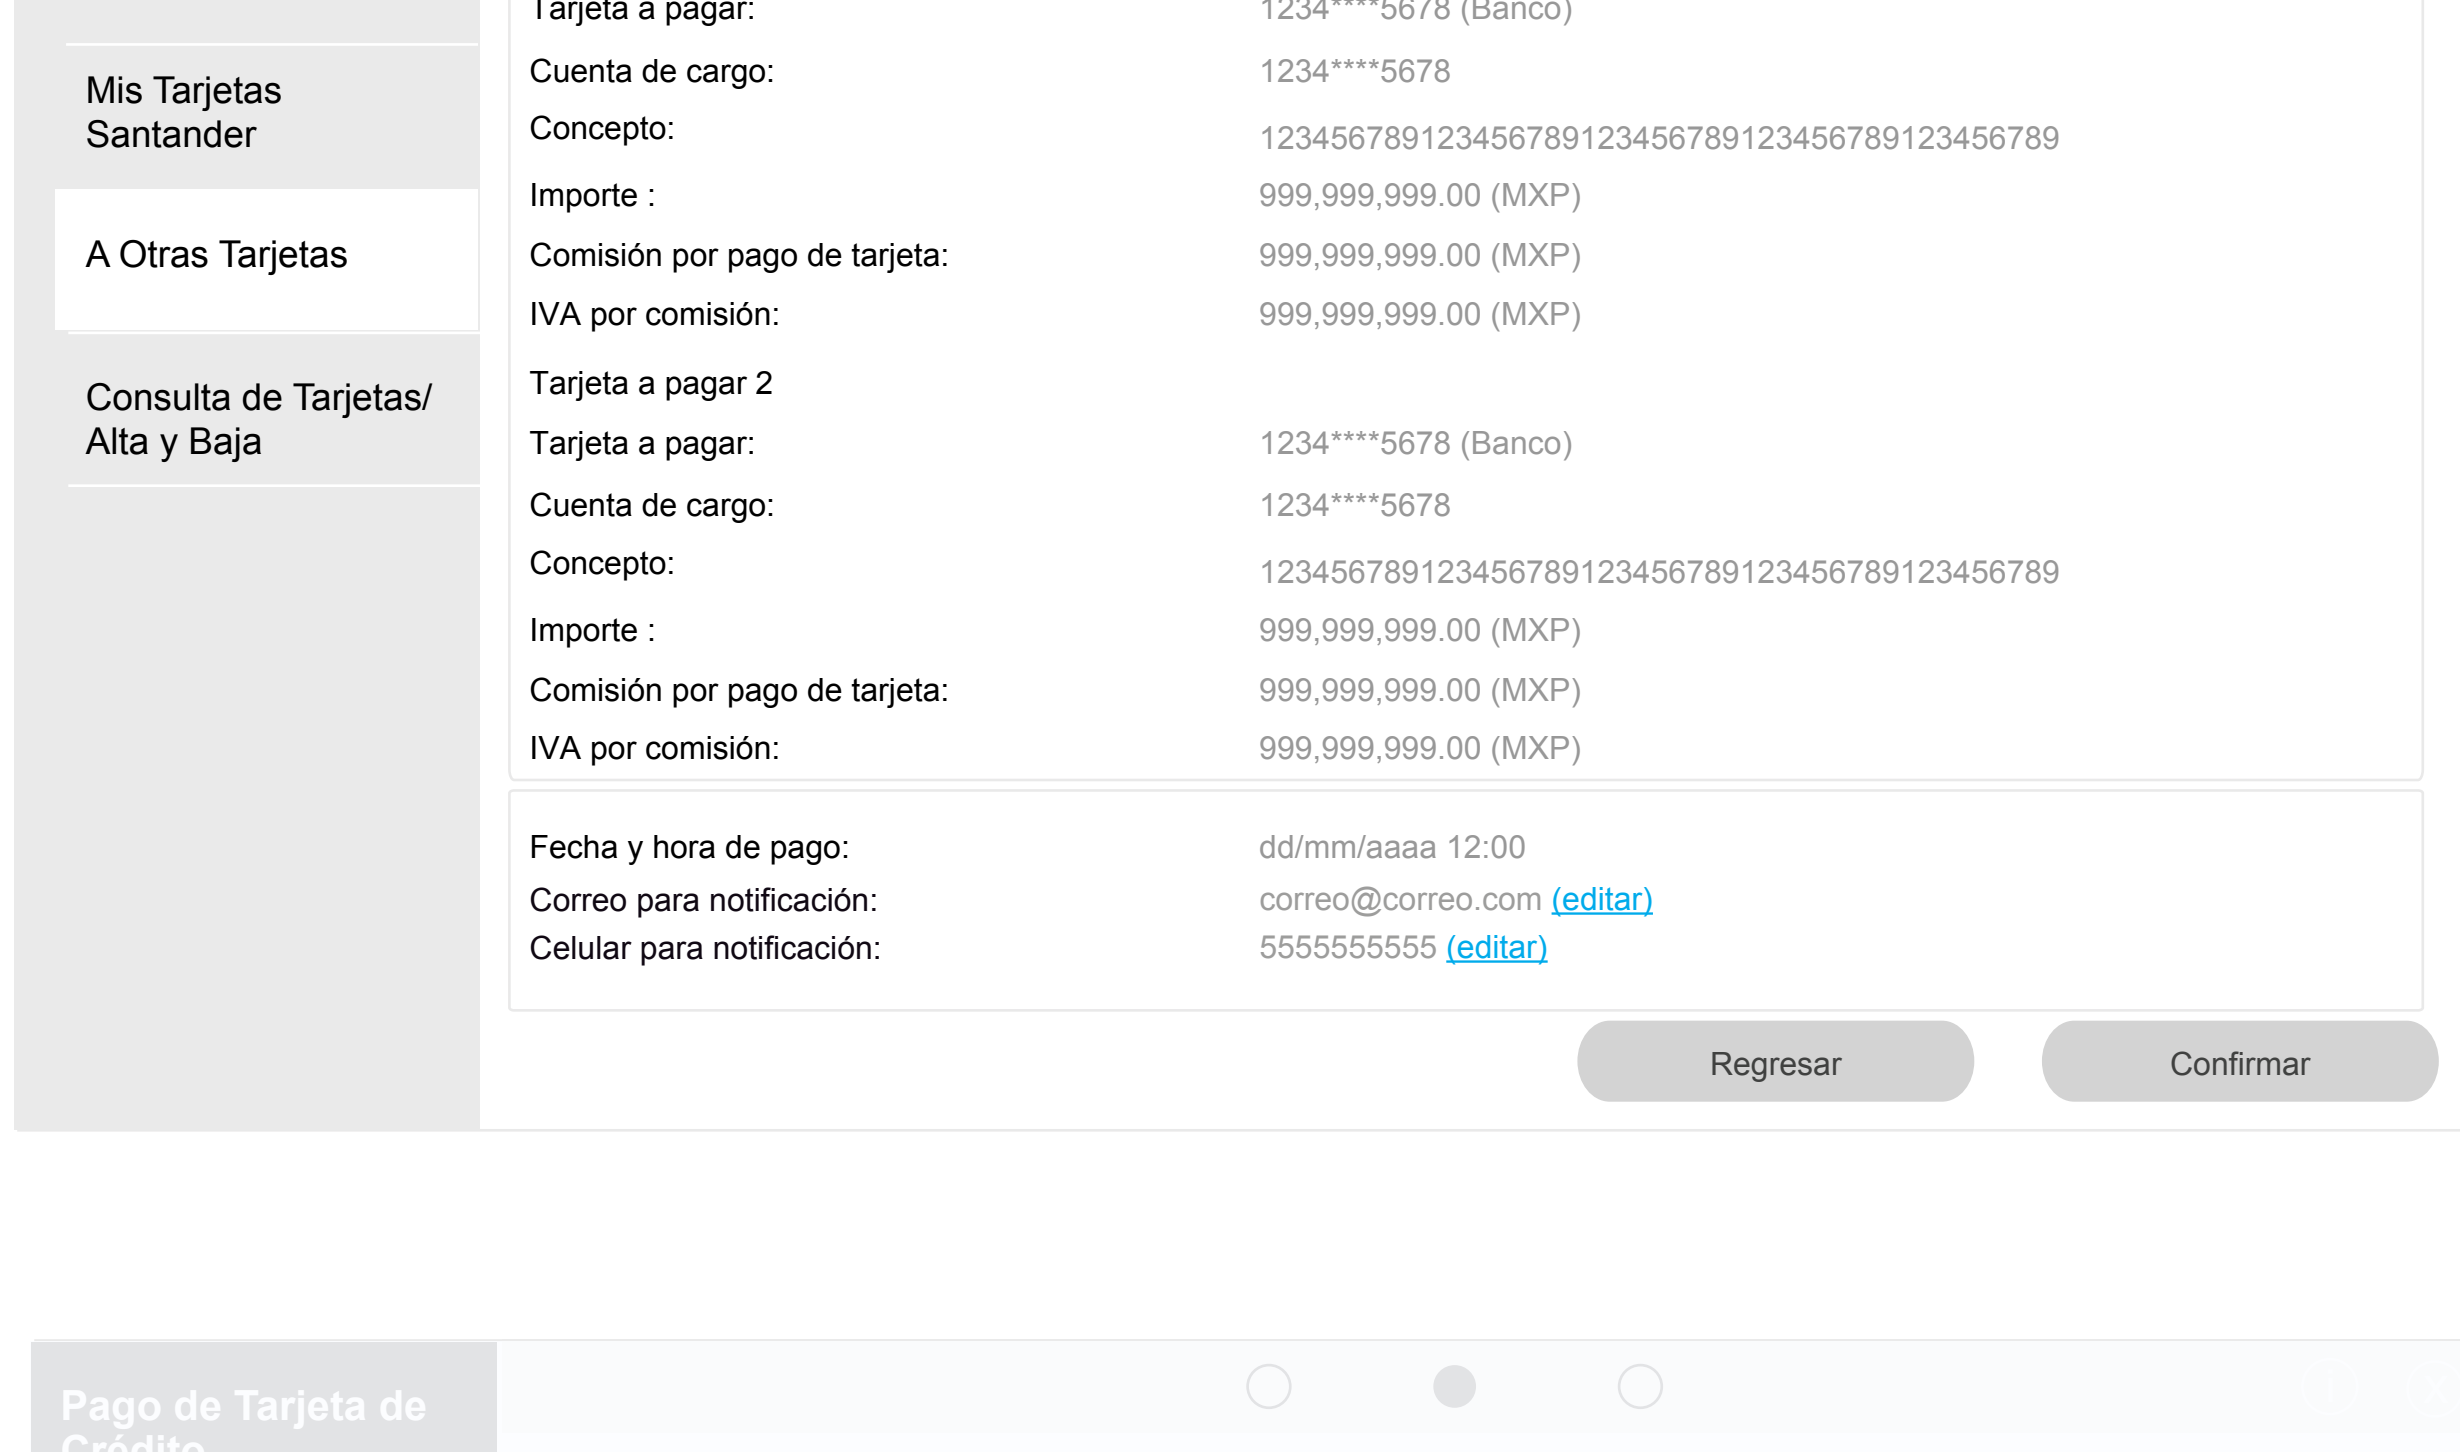 Mis Tarjetas
Santander
A Otras Tarjetas
Consulta de Tarjetas/
Alta y Baja
Tarjeta a pagar: 1234****5678 (Banco)
Cuenta de cargo: 1234****5678
Concepto: 123456789123456789123456789123456789123456789
Importe : 999,999,999.00 (MXP)
Comisión por pago de tarjeta: 999,999,999.00 (MXP)
IVA por comisión: 999,999,999.00 (MXP)
Tarjeta a pagar 2
Tarjeta a pagar: 1234****5678 (Banco)
Cuenta de cargo: 1234****5678
Concepto: 123456789123456789123456789123456789123456789
Importe : 999,999,999.00 (MXP)
Comisión por pago de tarjeta: 999,999,999.00 (MXP)
IVA por comisión: 999,999,999.00 (MXP)
Fecha y hora de pago: dd/mm/aaaa 12:00
Correo para notificación: correo@correo.com (editar)
Celular para notificación: 5555555555 (editar)
Regresar Confirmar
Pago de Tarjeta de
Crédito